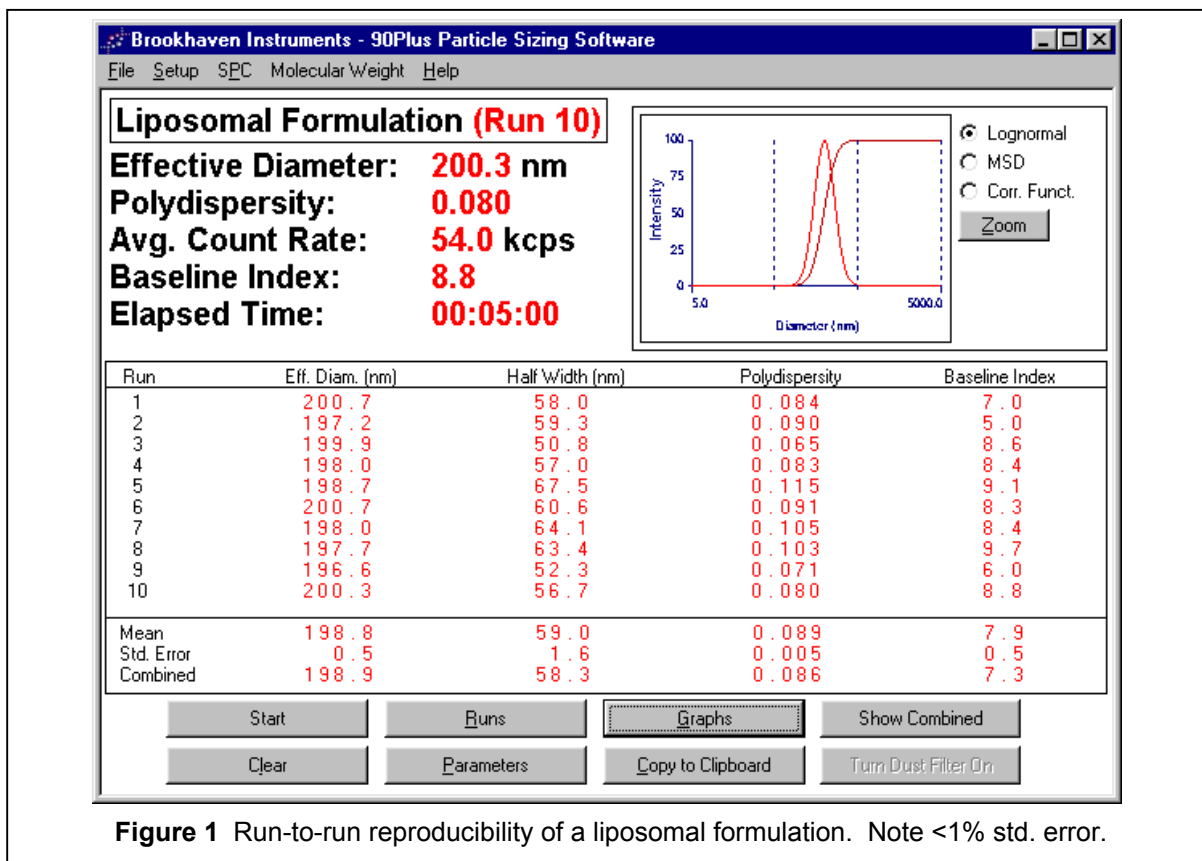 Brookhaven Instruments - 90Plus Particle Sizing Software
File Setup SPC Molecular Weight Help
Liposomal Formulation (Run 10)
Effective Diameter: 200.3 nm
Polydispersity: 0.080
Avg. Count Rate: 54.0 kcps
Baseline Index: 8.8
Elapsed Time: 00:05:00
100
75
50
25
0
Intensity
5.0 5000.0
Diameter (nm)
Lognormal
MSD
Corr. Funct.
Zoom
Run Eff. Diam. (nm) Half Width (nm) Polydispersity Baseline Index
1 200.7 58.0 0.084 7.0
2 197.2 59.3 0.090 5.0
3 199.9 50.8 0.065 8.6
4 198.0 57.0 0.083 8.4
5 198.7 67.5 0.115 9.1
6 200.7 60.6 0.091 8.3
7 198.0 64.1 0.105 8.4
8 197.7 63.4 0.103 9.7
9 196.6 52.3 0.071 6.0
10 200.3 56.7 0.080 8.8
Mean 198.8 59.0 0.089 7.9
Std. Error 0.5 1.6 0.005 0.5
Combined 198.9 58.3 0.086 7.3
Start Runs Graphs Show Combined
Clear Parameters Copy to Clipboard Turn Dust Filter On
Figure 1 Run-to-run reproducibility of a liposomal formulation. Note <1% std. error.